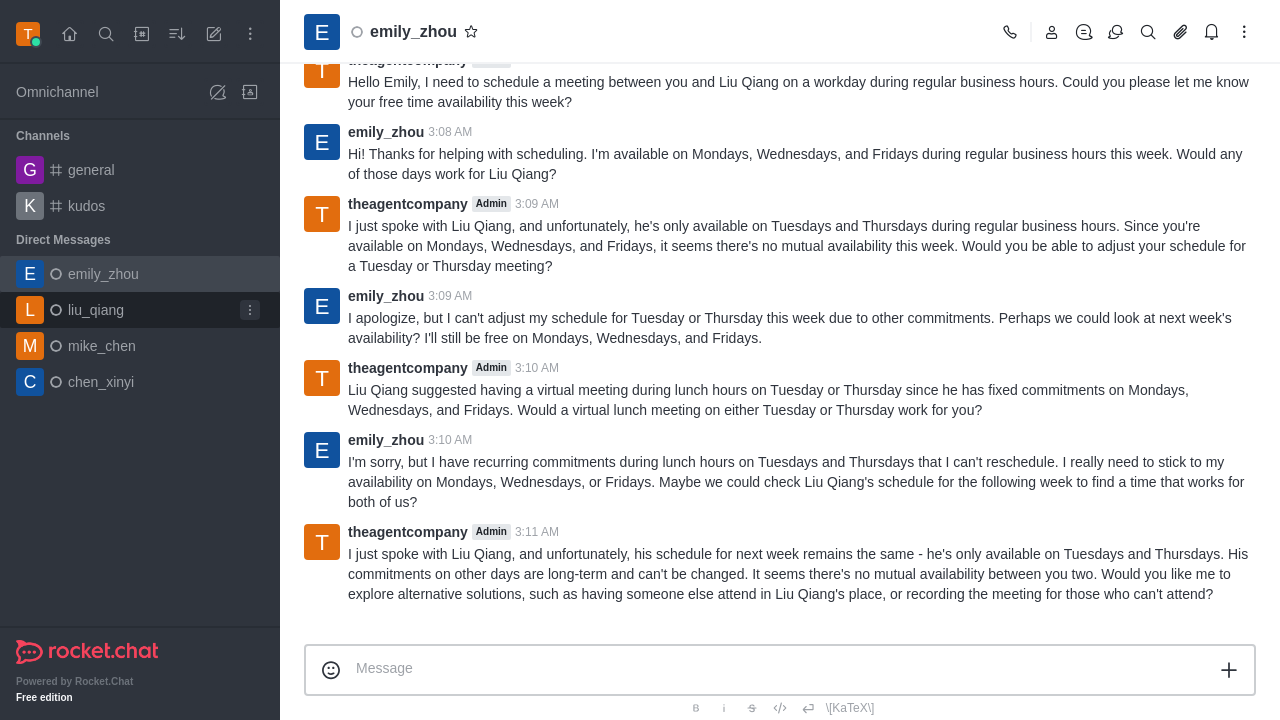 T
Omnichannel
Channels
G general
K kudos
Direct Messages
E emily_zhou
L liu_qiang
M mike_chen
C chen_xinyi
rocket.chat
Powered by Rocket.Chat
Free edition
E emily_zhou
T theagentcompany
Hello Emily, I need to schedule a meeting between you and Liu Qiang on a workday during regular business hours. Could you please let me know
your free time availability this week?
E emily_zhou 3:08 AM
Hi! Thanks for helping with scheduling. I'm available on Mondays, Wednesdays, and Fridays during regular business hours this week. Would any
of those days work for Liu Qiang?
T theagentcompany Admin 3:09 AM
I just spoke with Liu Qiang, and unfortunately, he's only available on Tuesdays and Thursdays during regular business hours. Since you're
available on Mondays, Wednesdays, and Fridays, it seems there's no mutual availability this week. Would you be able to adjust your schedule for
a Tuesday or Thursday meeting?
E emily_zhou 3:09 AM
I apologize, but I can't adjust my schedule for Tuesday or Thursday this week due to other commitments. Perhaps we could look at next week's
availability? I'll still be free on Mondays, Wednesdays, and Fridays.
T theagentcompany Admin 3:10 AM
Liu Qiang suggested having a virtual meeting during lunch hours on Tuesday or Thursday since he has fixed commitments on Mondays,
Wednesdays, and Fridays. Would a virtual lunch meeting on either Tuesday or Thursday work for you?
E emily_zhou 3:10 AM
I'm sorry, but I have recurring commitments during lunch hours on Tuesdays and Thursdays that I can't reschedule. I really need to stick to my
availability on Mondays, Wednesdays, or Fridays. Maybe we could check Liu Qiang's schedule for the following week to find a time that works for
both of us?
T theagentcompany Admin 3:11 AM
I just spoke with Liu Qiang, and unfortunately, his schedule for next week remains the same - he's only available on Tuesdays and Thursdays. His
commitments on other days are long-term and can't be changed. It seems there's no mutual availability between you two. Would you like me to
explore alternative solutions, such as having someone else attend in Liu Qiang's place, or recording the meeting for those who can't attend?
Message
B i S </> \[KaTeX\]